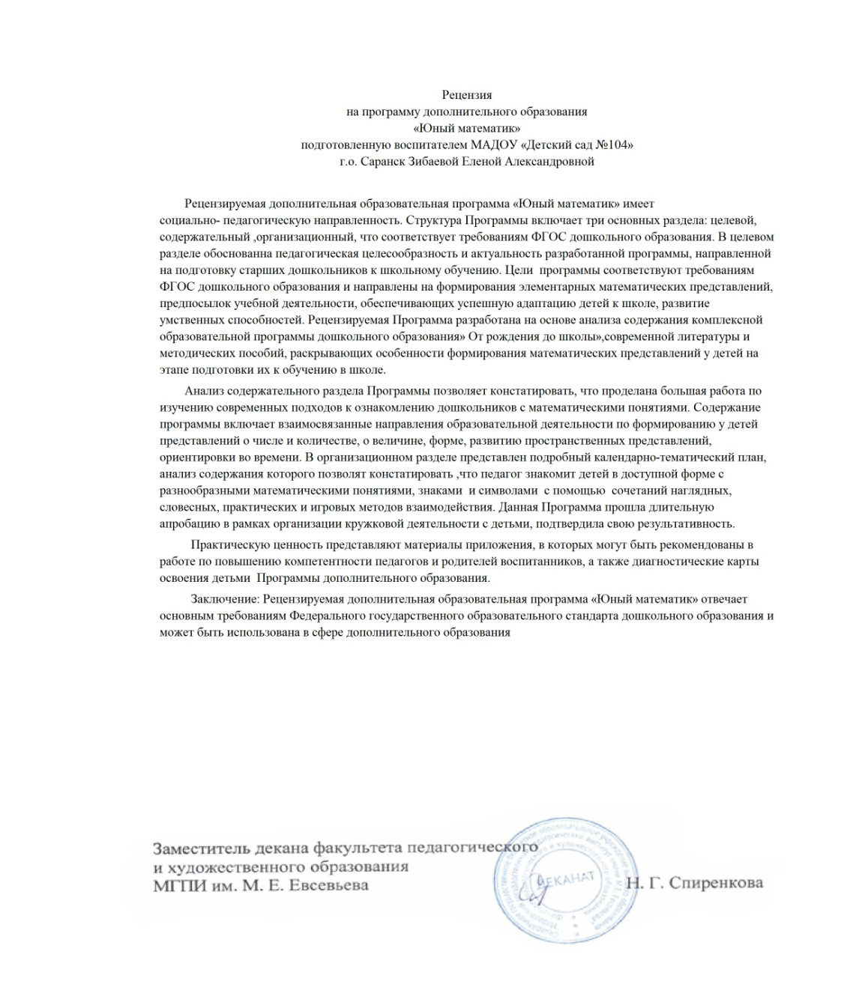 Рецензия
на программу дополнительного образования
«Юный математик»
подготовленную воспитателем МАДОУ «Детский сад №104»
г.о. Саранск Зибаевой Еленой Александровной
Рецензируемая дополнительная образовательная программа «Юный математик» имеет
социально- педагогическую направленность. Структура Программы включает три основных раздела: целевой,
содержательный ,организационный, что соответствует требованиям ФГОС дошкольного образования. В целевом
разделе обоснованна педагогическая целесообразность и актуальность разработанной программы, направленной
на подготовку старших дошкольников к школьному обучению. Цели  программы соответствуют требованиям
ФГОС дошкольного образования и направлены на формирования элементарных математических представлений,
предпосылок учебной деятельности, обеспечивающих успешную адаптацию детей к школе, развитие
умственных способностей. Рецензируемая Программа разработана на основе анализа содержания комплексной
образовательной программы дошкольного образования» От рождения до школы»,современной литературы и
методических пособий, раскрывающих особенности формирования математических представлений у детей на
этапе подготовки их к обучению в школе.
Анализ содержательного раздела Программы позволяет констатировать, что проделана большая работа по
изучению современных подходов к ознакомлению дошкольников с математическими понятиями. Содержание
программы включает взаимосвязанные направления образовательной деятельности по формированию у детей
представлений о числе и количестве, о величине, форме, развитию пространственных представлений,
ориентировки во времени. В организационном разделе представлен подробный календарно-тематический план,
анализ содержания которого позволят констатировать ,что педагог знакомит детей в доступной форме с
разнообразными математическими понятиями, знаками  и символами  с помощью  сочетаний наглядных,
словесных, практических и игровых методов взаимодействия. Данная Программа прошла длительную
апробацию в рамках организации кружковой деятельности с детьми, подтвердила свою результативность.
Практическую ценность представляют материалы приложения, в которых могут быть рекомендованы в
работе по повышению компетентности педагогов и родителей воспитанников, а также диагностические карты
освоения детьми  Программы дополнительного образования.
Заключение: Рецензируемая дополнительная образовательная программа «Юный математик» отвечает
основным требованиям Федерального государственного образовательного стандарта дошкольного образования и
может быть использована в сфере дополнительного образования
Заместитель декана факультета педагогического
и художественного образования
МГПИ им. М. Е. Евсевьева
ДЕКАНАТ
Н. Г. Спиренкова